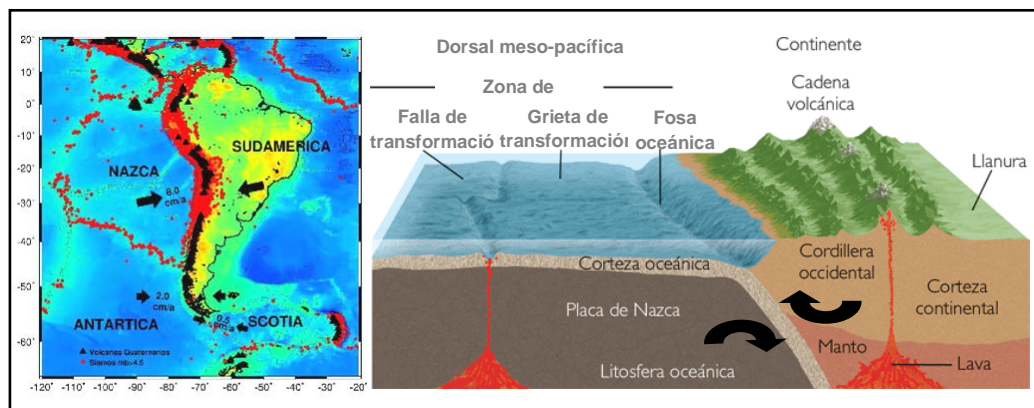 20°
10°
0°
-10°
-20°
-30°
-40°
-50°
-60°
-120°
-110°
-100°
-90°
-80°
-70°
-60°
-50°
-40°
-30°
-20
SUDAMERICA
NAZCA
cm/a
2.0
cm/a
0.5
cm/a
ANTARTICA
SCOTIA
Volcanes Quaternarios
Sismos mb>4.5
Dorsal meso-pacífica
Zona de
Falla de
transformació
Grieta de
transformación
Fosa
oceánica
Continente
Cadena
volcánica
Llanura
Corteza oceánica
Cordillera
occidental
Corteza
continental
Placa de Nazca
Manto
Lava
Litosfera oceánica